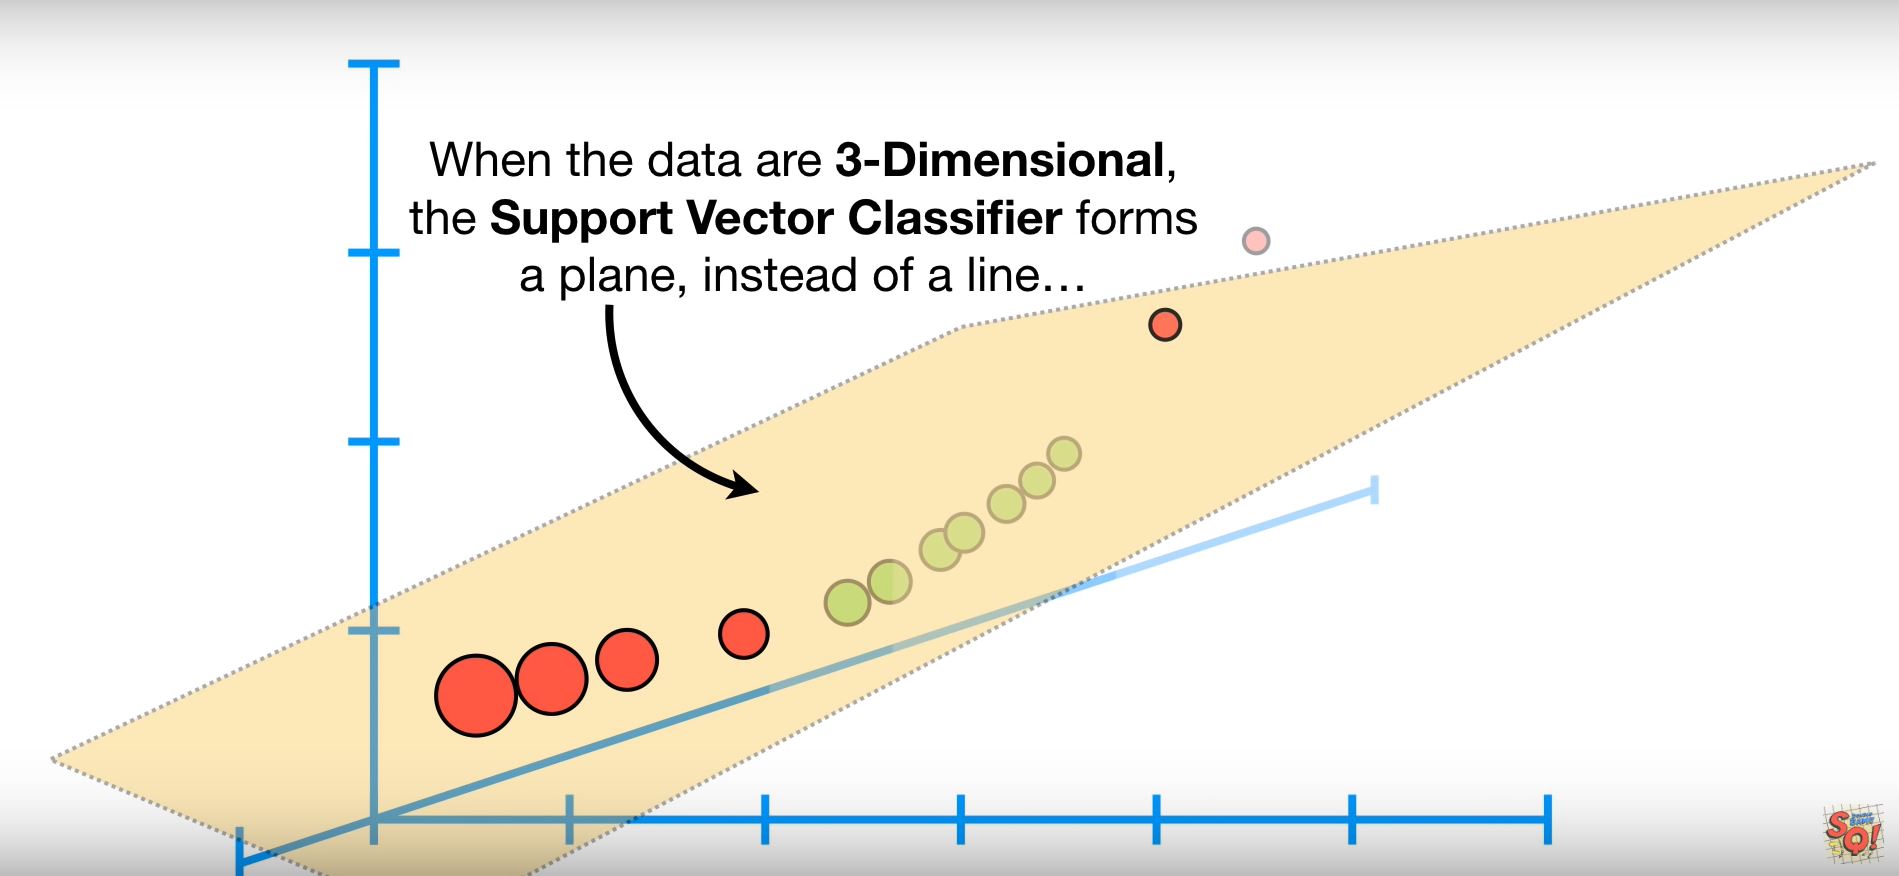 When the data are 3-Dimensional,
the Support Vector Classifier forms
a plane, instead of a line…
SQ!